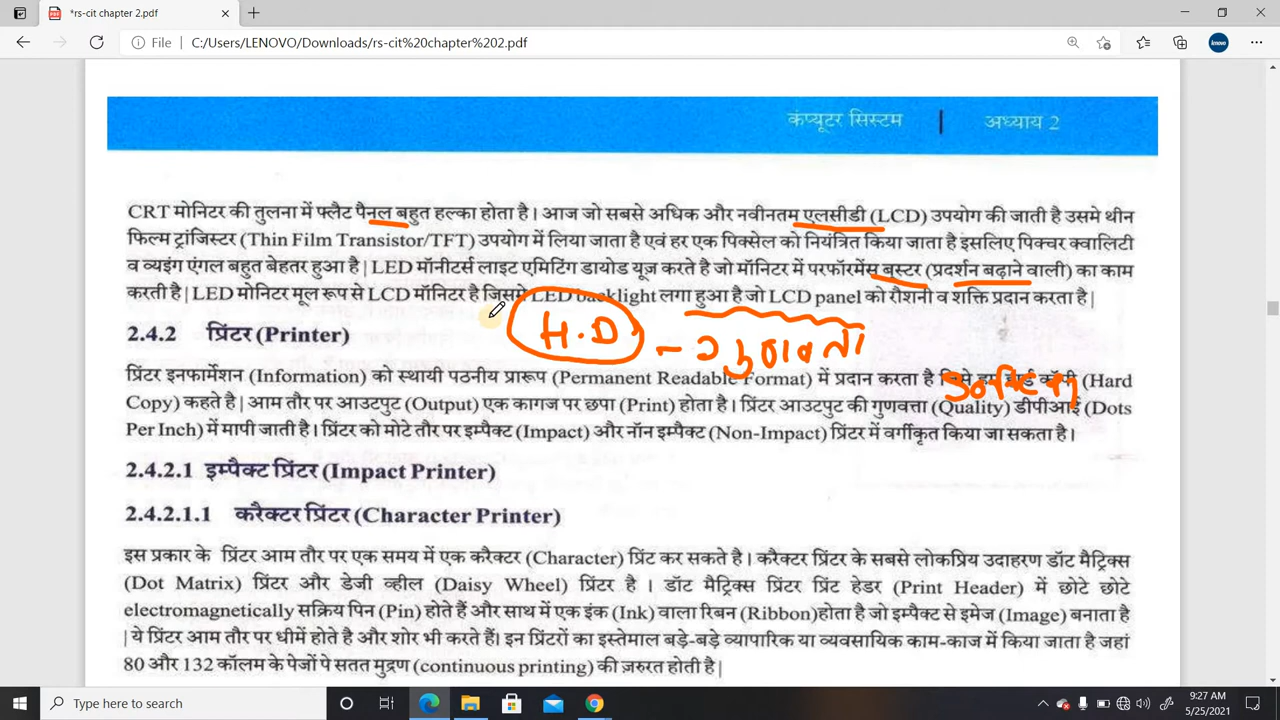 *rs-cit chapter 2.pdf
File C:/Users/LENOVO/Downloads/rs-cit%20chapter%202.pdf
कंप्यूटर सिस्टम | अध्याय 2
CRT मोनिटर की तुलना में फ्लैट पैनल बहुत हल्का होता है। आज जो सबसे अधिक और नवीनतम एलसीडी (LCD) उपयोग की जाती है उसमे थीन
फिल्म ट्रांजिस्टर (Thin Film Transistor/TFT) उपयोग में लिया जाता है एवं हर एक पिक्सेल को नियंत्रित किया जाता है इसलिए पिक्चर क्वालिटी
व व्यइंग एंगल बहुत बेहतर हुआ है | LED मॉनीटर्स लाइट एमिटिंग डायोड यूज़ करते है जो मॉनिटर में परफॉरमेंस बूस्टर (प्रदर्शन बढ़ाने वाली) का काम
करती है | LED मोनिटर मूल रूप से LCD मॉनिटर है जिसमे LED backlight लगा हुआ है जो LCD panel को रौशनी व शक्ति प्रदान करता है |
H.D –
2.4.2 प्रिंटर (Printer)
प्रिंटर इनफार्मेशन (Information) को स्थायी पठनीय प्रारूप (Permanent Readable Format) में प्रदान करता है जिसे हम हार्ड कॉपी (Hard
Copy) कहते है | आम तौर पर आउटपुट (Output) एक कागज पर छपा (Print) होता है। प्रिंटर आउटपुट की गुणवत्ता (Quality) डीपीआई (Dots
Per Inch) में मापी जाती है। प्रिंटर को मोटे तौर पर इम्पैक्ट (Impact) और नॉन इम्पैक्ट (Non-Impact) प्रिंटर में वर्गीकृत किया जा सकता है।
2.4.2.1 इम्पैक्ट प्रिंटर (Impact Printer)
2.4.2.1.1 करैक्टर प्रिंटर (Character Printer)
इस प्रकार के प्रिंटर आम तौर पर एक समय में एक करैक्टर (Character) प्रिंट कर सकते है। करैक्टर प्रिंटर के सबसे लोकप्रिय उदाहरण डॉट मैट्रिक्स
(Dot Matrix) प्रिंटर और डेजी व्हील (Daisy Wheel) प्रिंटर है । डॉट मैट्रिक्स प्रिंटर प्रिंट हेडर (Print Header) में छोटे छोटे
electromagnetically सक्रिय पिन (Pin) होते हैं और साथ में एक इंक (Ink) वाला रिबन (Ribbon)होता है जो इम्पैक्ट से इमेज (Image) बनाता है
|ये प्रिंटर आम तौर पर धीमें होते है और शोर भी करते हैं। इन प्रिंटरों का इस्तेमाल बड़े-बड़े व्यापारिक या व्यवसायिक काम-काज में किया जाता है जहां
80 और 132 कॉलम के पेजों पे सतत मुद्रण (continuous printing) की ज़रुरत होती है |
Type here to search
9:27 AM
5/25/2021